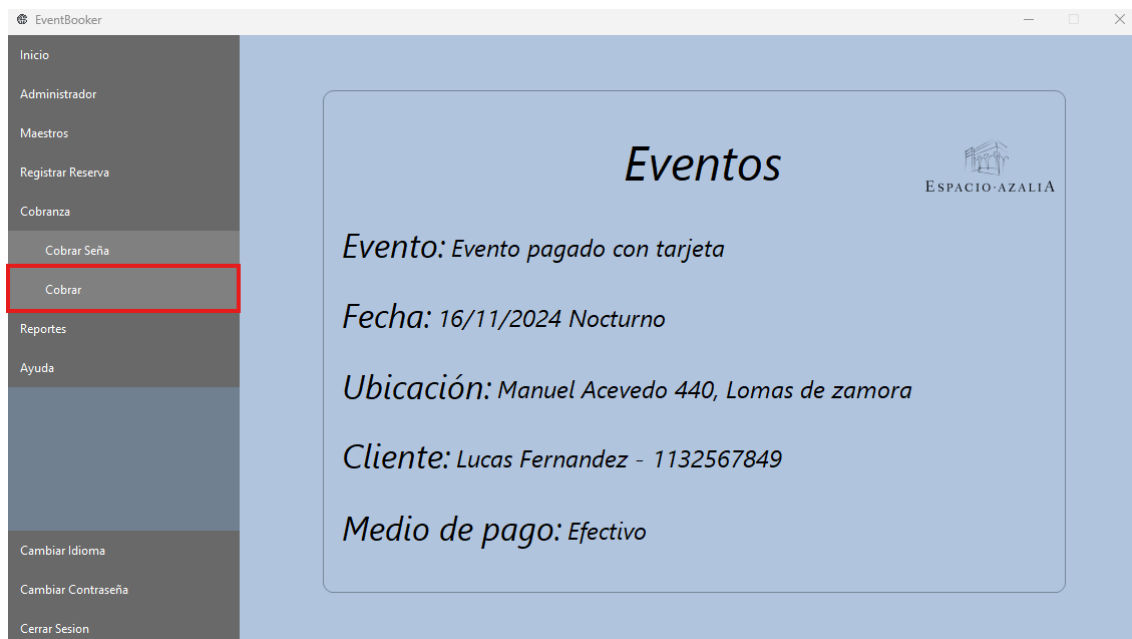 EventBooker
Inicio
Administrador
Maestros
Registrar Reserva
Cobranza
Cobrar Seña
Cobrar
Reportes
Ayuda
Cambiar Idioma
Cambiar Contraseña
Cerrar Sesion
Eventos
ESPACIO·AZALIA
Evento: Evento pagado con tarjeta
Fecha: 16/11/2024 Nocturno
Ubicación: Manuel Acevedo 440, Lomas de zamora
Cliente: Lucas Fernandez - 1132567849
Medio de pago: Efectivo